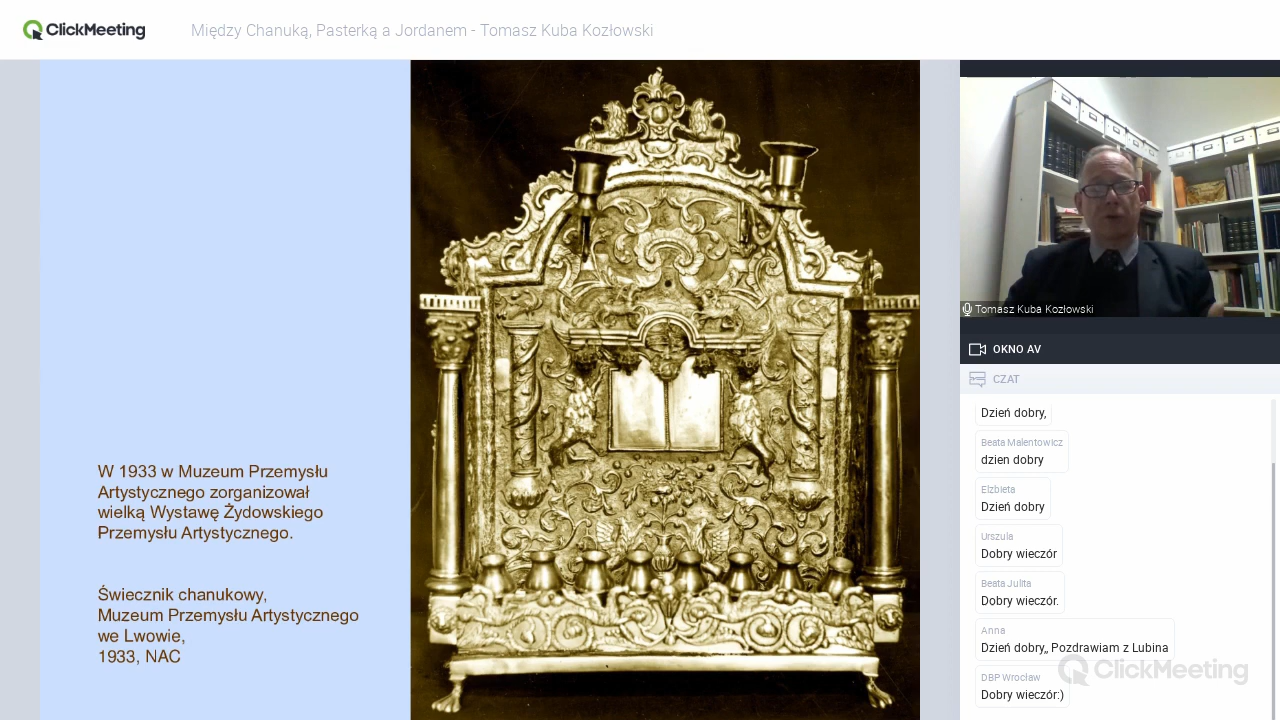 ClickMeeting
Między Chanuką, Pasterką a Jordanem - Tomasz Kuba Kozłowski
W 1933 w Muzeum Przemysłu
Artystycznego zorganizował
wielką Wystawę Żydowskiego
Przemysłu Artystycznego.
Świecznik chanukowy,
Muzeum Przemysłu Artystycznego
we Lwowie,
1933, NAC
Tomasz Kuba Kozłowski
OKNO AV
CZAT
Dzień dobry,
Beata Malentowicz
dzien dobry
Elzbieta
Dzień dobry
Urszula
Dobry wieczór
Beata Julita
Dobry wieczór.
Anna
Dzień dobry,, Pozdrawiam z Lubina
DBP Wrocław
Dobry wieczór:)
ClickMeeting